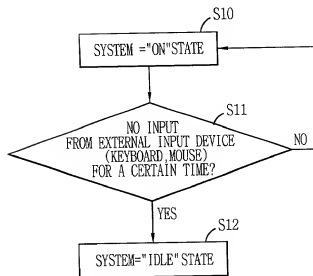 S10
SYSTEM ="ON"STATE
S11
NO INPUT
FROM EXTERNAL INPUT DEVICE
(KEYBOARD,MOUSE)
FOR A CERTAIN TIME?
NO
YES
S12
SYSTEM="IDLE"STATE